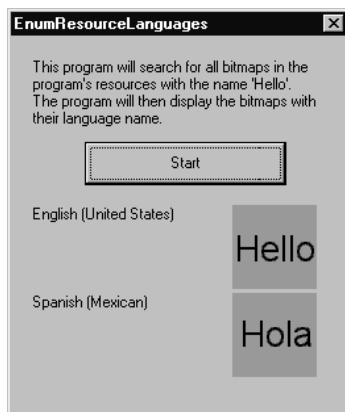 EnumResourceLanguages
This program will search for all bitmaps in the
program's resources with the name 'Hello'.
The program will then display the bitmaps with
their language name.
Start
English (United States)
Hello
Spanish (Mexican)
Hola